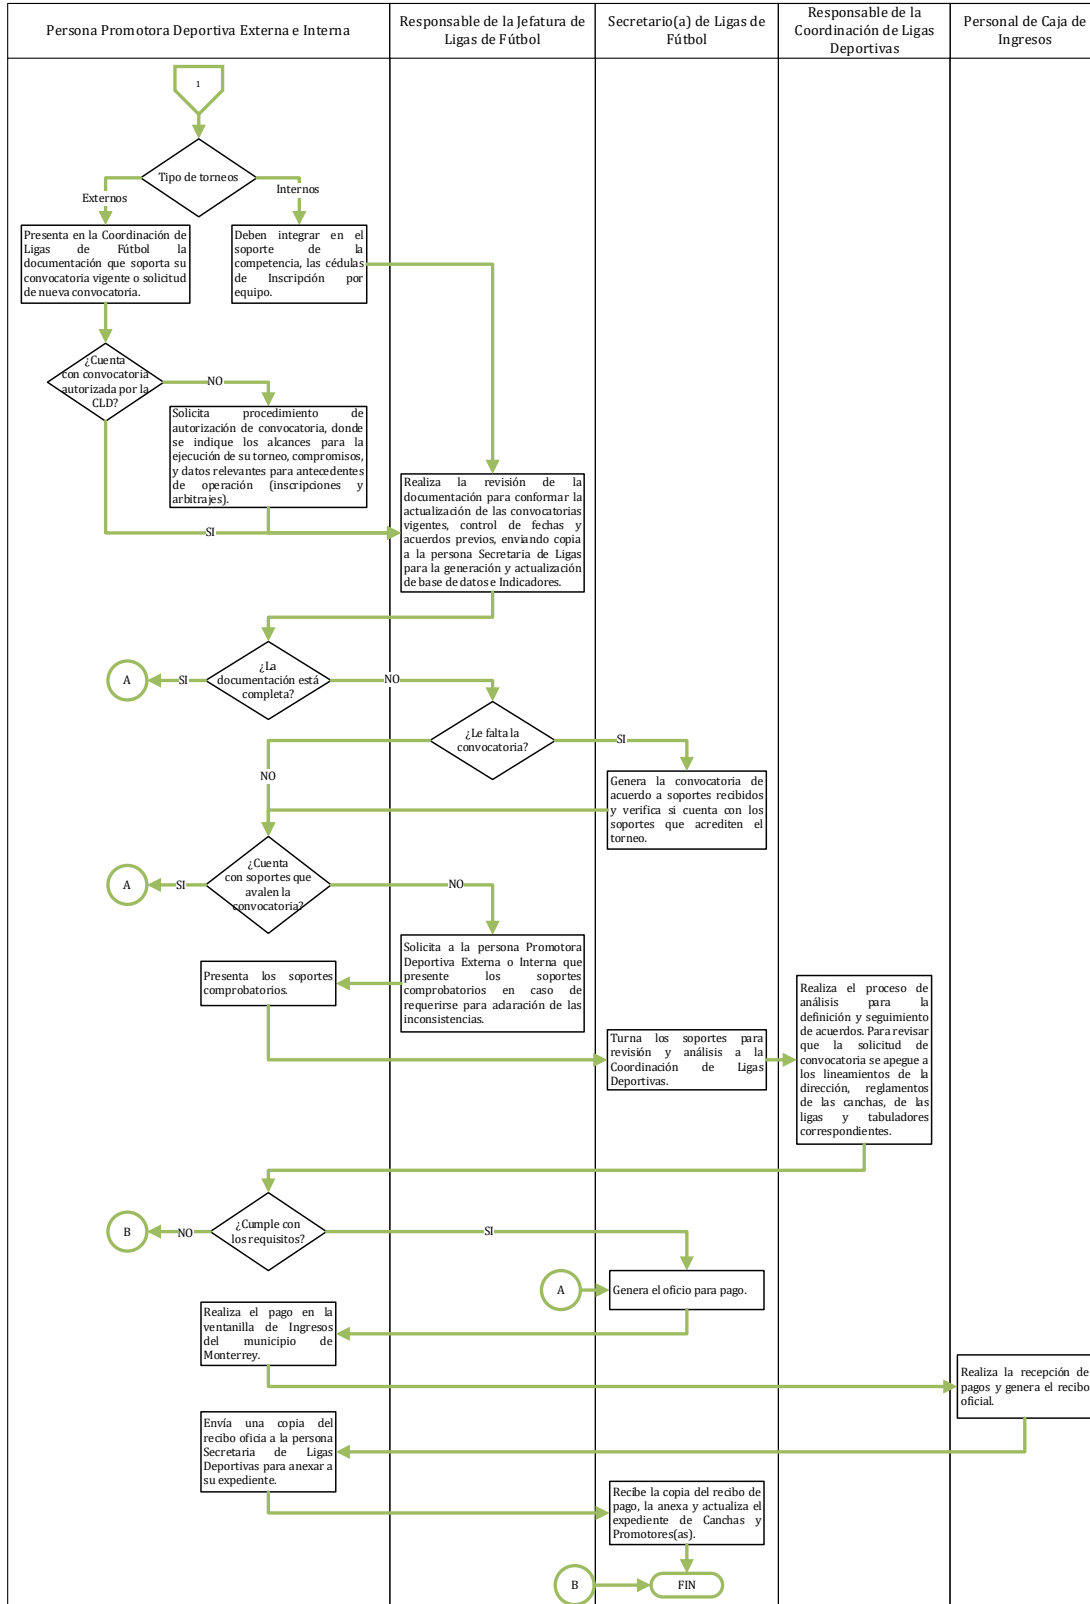 Persona Promotora Deportiva Externa e Interna
Responsable de la Jefatura de
Ligas de Fútbol
Secretario(a) de Ligas de
Fútbol
Responsable de la
Coordinación de Ligas
Deportivas
Personal de Caja de
Ingresos
1
Tipo de torneos
Externos
Internos
Presenta en la Coordinación de
Ligas de Fútbol la
documentación que soporta su
convocatoria vigente o solicitud
de nueva convocatoria.
Deben integrar en el
soporte de la
competencia, las cédulas
de Inscripción por
equipo.
¿Cuenta
con convocatoria
autorizada por la
CLD?
NO
Solicita procedimiento de
autorización de convocatoria, donde
se indique los alcances para la
ejecución de su torneo, compromisos,
y datos relevantes para antecedentes
de operación (inscripciones y
arbitrajes).
SI
Realiza la revisión de la
documentación para conformar la
actualización de las convocatorias
vigentes, control de fechas y
acuerdos previos, enviando copia
a la persona Secretaria de Ligas
para la generación y actualización
de base de datos e Indicadores.
¿La
documentación está
completa?
SI
A
NO
¿Le falta la
convocatoria?
SI
NO
Genera la convocatoria de
acuerdo a soportes recibidos
y verifica si cuenta con los
soportes que acrediten el
torneo.
¿Cuenta
con soportes que
avalen la
convocatoria?
SI
A
NO
Solicita a la persona Promotora
Deportiva Externa o Interna que
presente los soportes
comprobatorios en caso de
requerirse para aclaración de las
inconsistencias.
Presenta los soportes
comprobatorios.
Turna los soportes para
revisión y análisis a la
Coordinación de Ligas
Deportivas.
Realiza el proceso de
análisis para la
definición y seguimiento
de acuerdos. Para revisar
que la solicitud de
convocatoria se apegue a
los lineamientos de la
dirección, reglamentos
de las canchas, de las
ligas y tabuladores
correspondientes.
¿Cumple con
los requisitos?
NO
B
SI
A
Genera el oficio para pago.
Realiza el pago en la
ventanilla de Ingresos
del municipio de
Monterrey.
Realiza la recepción de
pagos y genera el recibo
oficial.
Envía una copia del
recibo oficia a la persona
Secretaria de Ligas
Deportivas para anexar a
su expediente.
Recibe la copia del recibo de
pago, la anexa y actualiza el
expediente de Canchas y
Promotores(as).
B
FIN